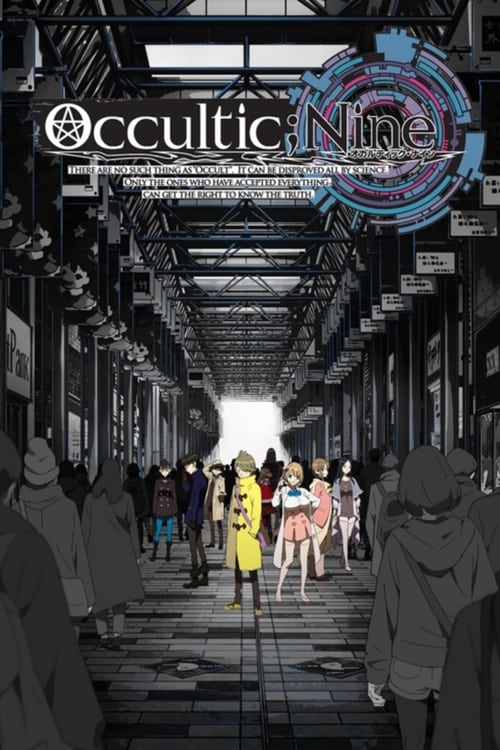 Occultic;Nine
オカルティック・ナイン
THERE ARE NO SUCH THING AS "OCCULT". IT CAN BE DISPROVED ALL BY SCIENCE.
ONLY THE ONES WHO HAVE ACCEPTED EVERYTHING,
CAN GET THE RIGHT TO KNOW THE TRUTH.